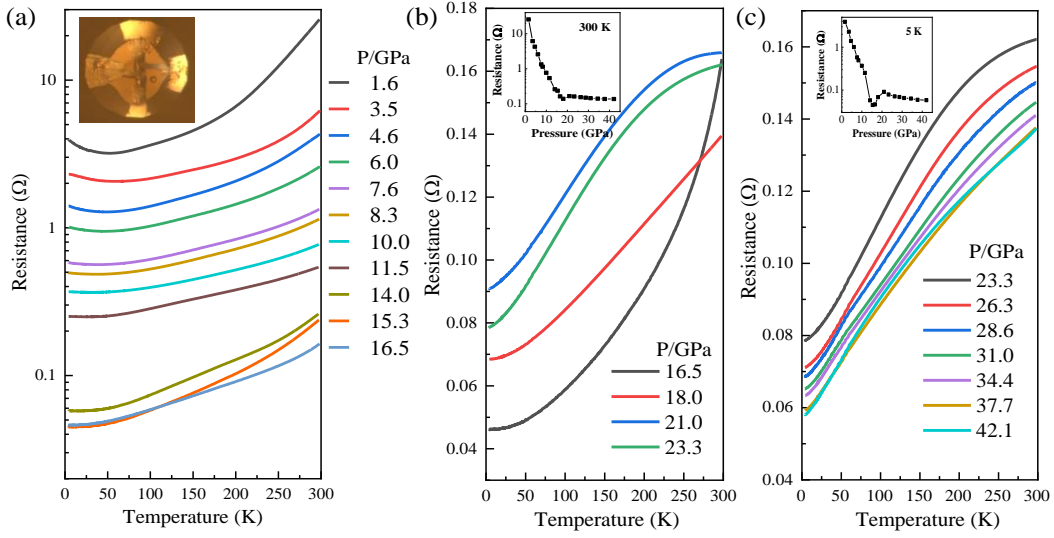 (a)
Resistance (Ω)
10
1
0.1
0 50 100 150 200 250 300
Temperature (K)
P/GPa
1.6
3.5
4.6
6.0
7.6
8.3
10.0
11.5
14.0
15.3
16.5
(b)
Resistance (Ω)
0.18
0.16
0.14
0.12
0.10
0.08
0.06
0.04
0 50 100 150 200 250 300
Temperature (K)
300 K
Resistance (Ω)
10
1
0.1
0 10 20 30 40
Pressure (GPa)
P/GPa
16.5
18.0
21.0
23.3
(c)
Resistance (Ω)
0.16
0.14
0.12
0.10
0.08
0.06
0.04
0 50 100 150 200 250 300
Temperature (K)
5 K
Resistance (Ω)
1
0.1
0 10 20 30 40
Pressure (GPa)
P/GPa
23.3
26.3
28.6
31.0
34.4
37.7
42.1